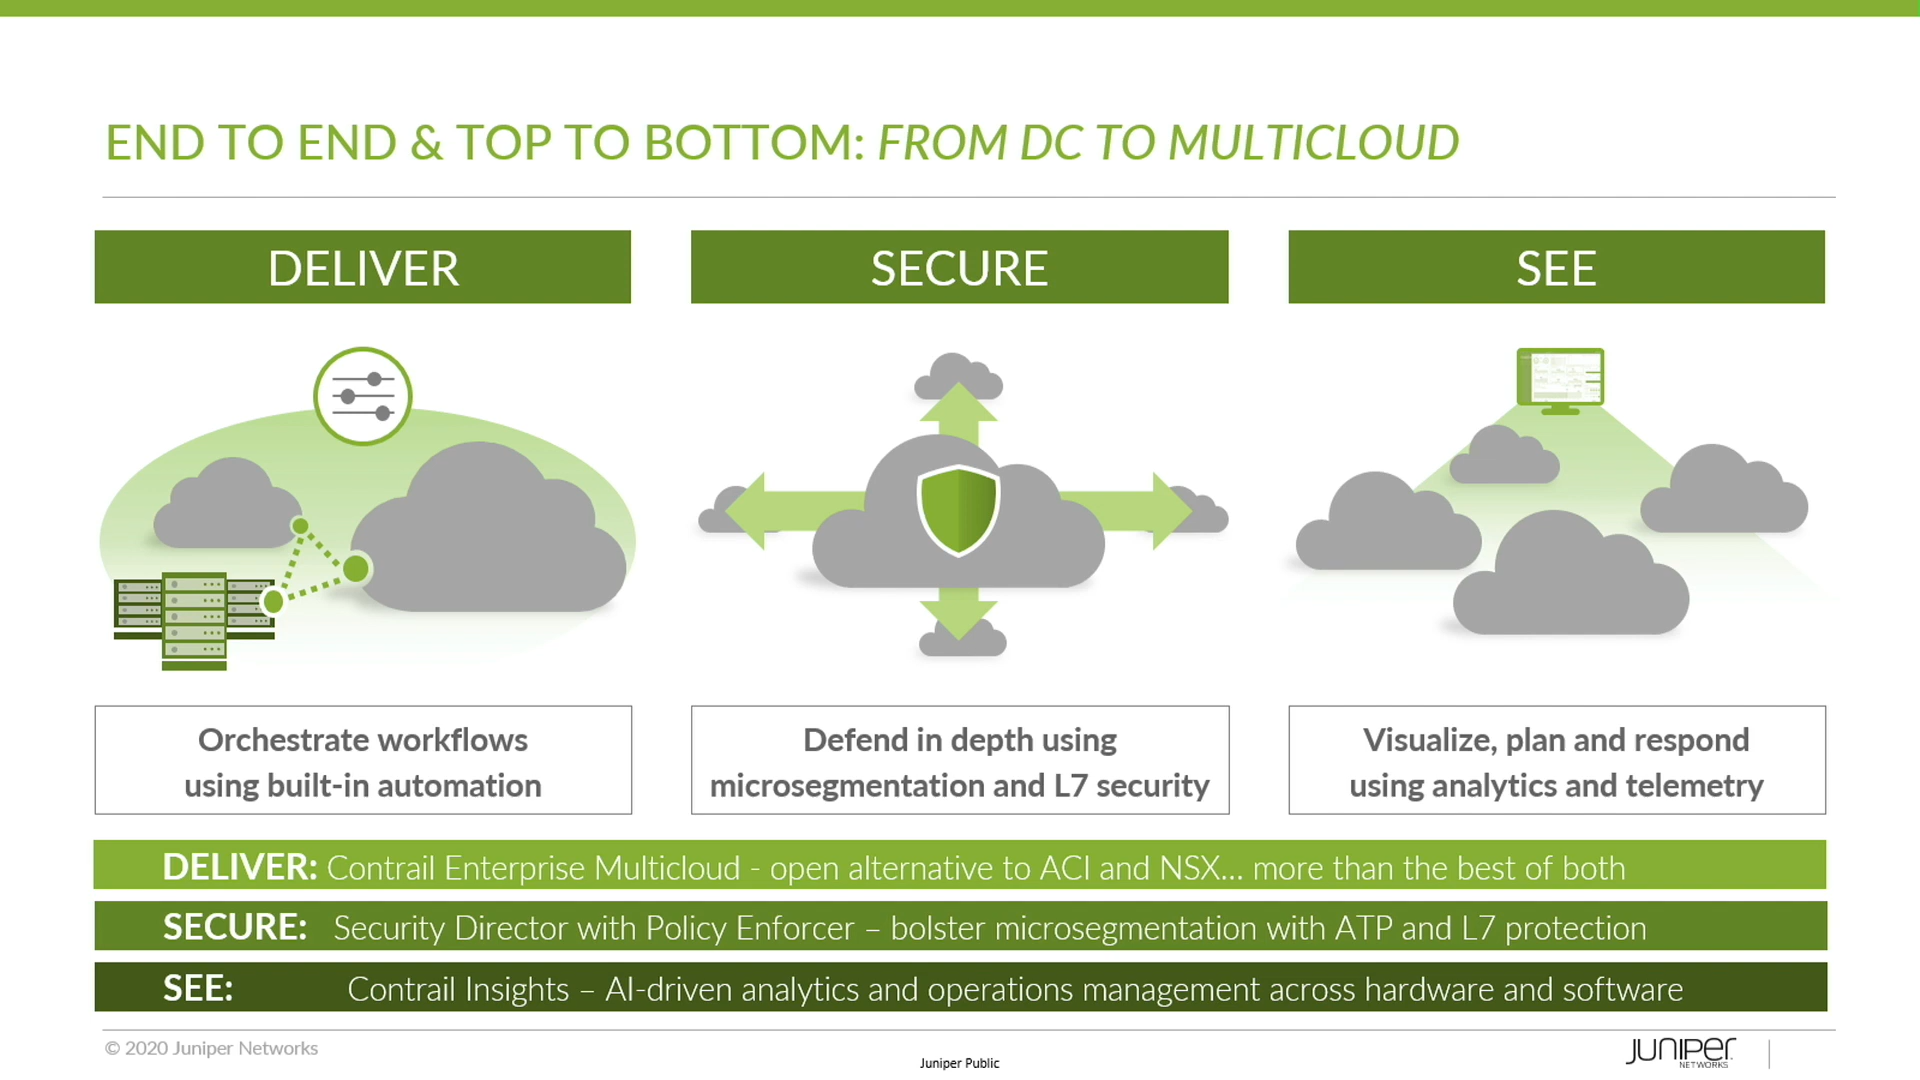 END TO END & TOP TO BOTTOM: FROM DC TO MULTICLOUD
DELIVER
SECURE
SEE
Orchestrate workflows
using built-in automation
Defend in depth using
microsegmentation and L7 security
Visualize, plan and respond
using analytics and telemetry
DELIVER: Contrail Enterprise Multicloud - open alternative to ACI and NSX... more than the best of both
SECURE: Security Director with Policy Enforcer – bolster microsegmentation with ATP and L7 protection
SEE: Contrail Insights – AI-driven analytics and operations management across hardware and software
© 2020 Juniper Networks
Juniper Public
JUNIPER
NETWORKS